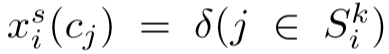 x_i^s(c_j) = δ(j ∈ S_i^k)